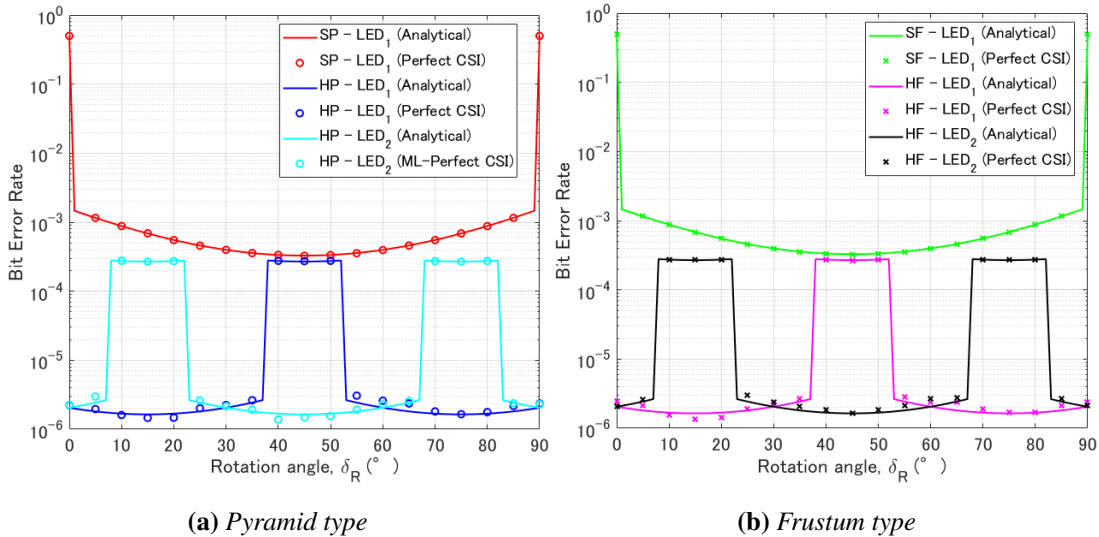 SP − LED1 (Analytical)
SP − LED1 (Perfect CSI)
HP − LED1 (Analytical)
HP − LED1 (Perfect CSI)
HP − LED2 (Analytical)
HP − LED2 (ML-Perfect CSI)
Bit Error Rate
10^0
10^-1
10^-2
10^-3
10^-4
10^-5
10^-6
0 10 20 30 40 50 60 70 80 90
Rotation angle, δR (°)
(a) Pyramid type
SF − LED1 (Analytical)
SF − LED1 (Perfect CSI)
HF − LED1 (Analytical)
HF − LED1 (Perfect CSI)
HF − LED2 (Analytical)
HF − LED2 (Perfect CSI)
Bit Error Rate
10^0
10^-1
10^-2
10^-3
10^-4
10^-5
10^-6
0 10 20 30 40 50 60 70 80 90
Rotation angle, δR (°)
(b) Frustum type